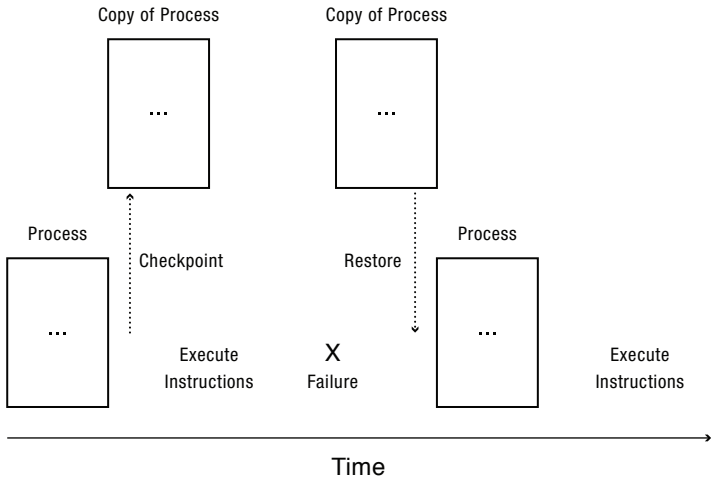 Copy of Process
Copy of Process
...
...
Process
Process
Checkpoint
Restore
...
...
Execute
Instructions
X
Failure
Execute
Instructions
Time